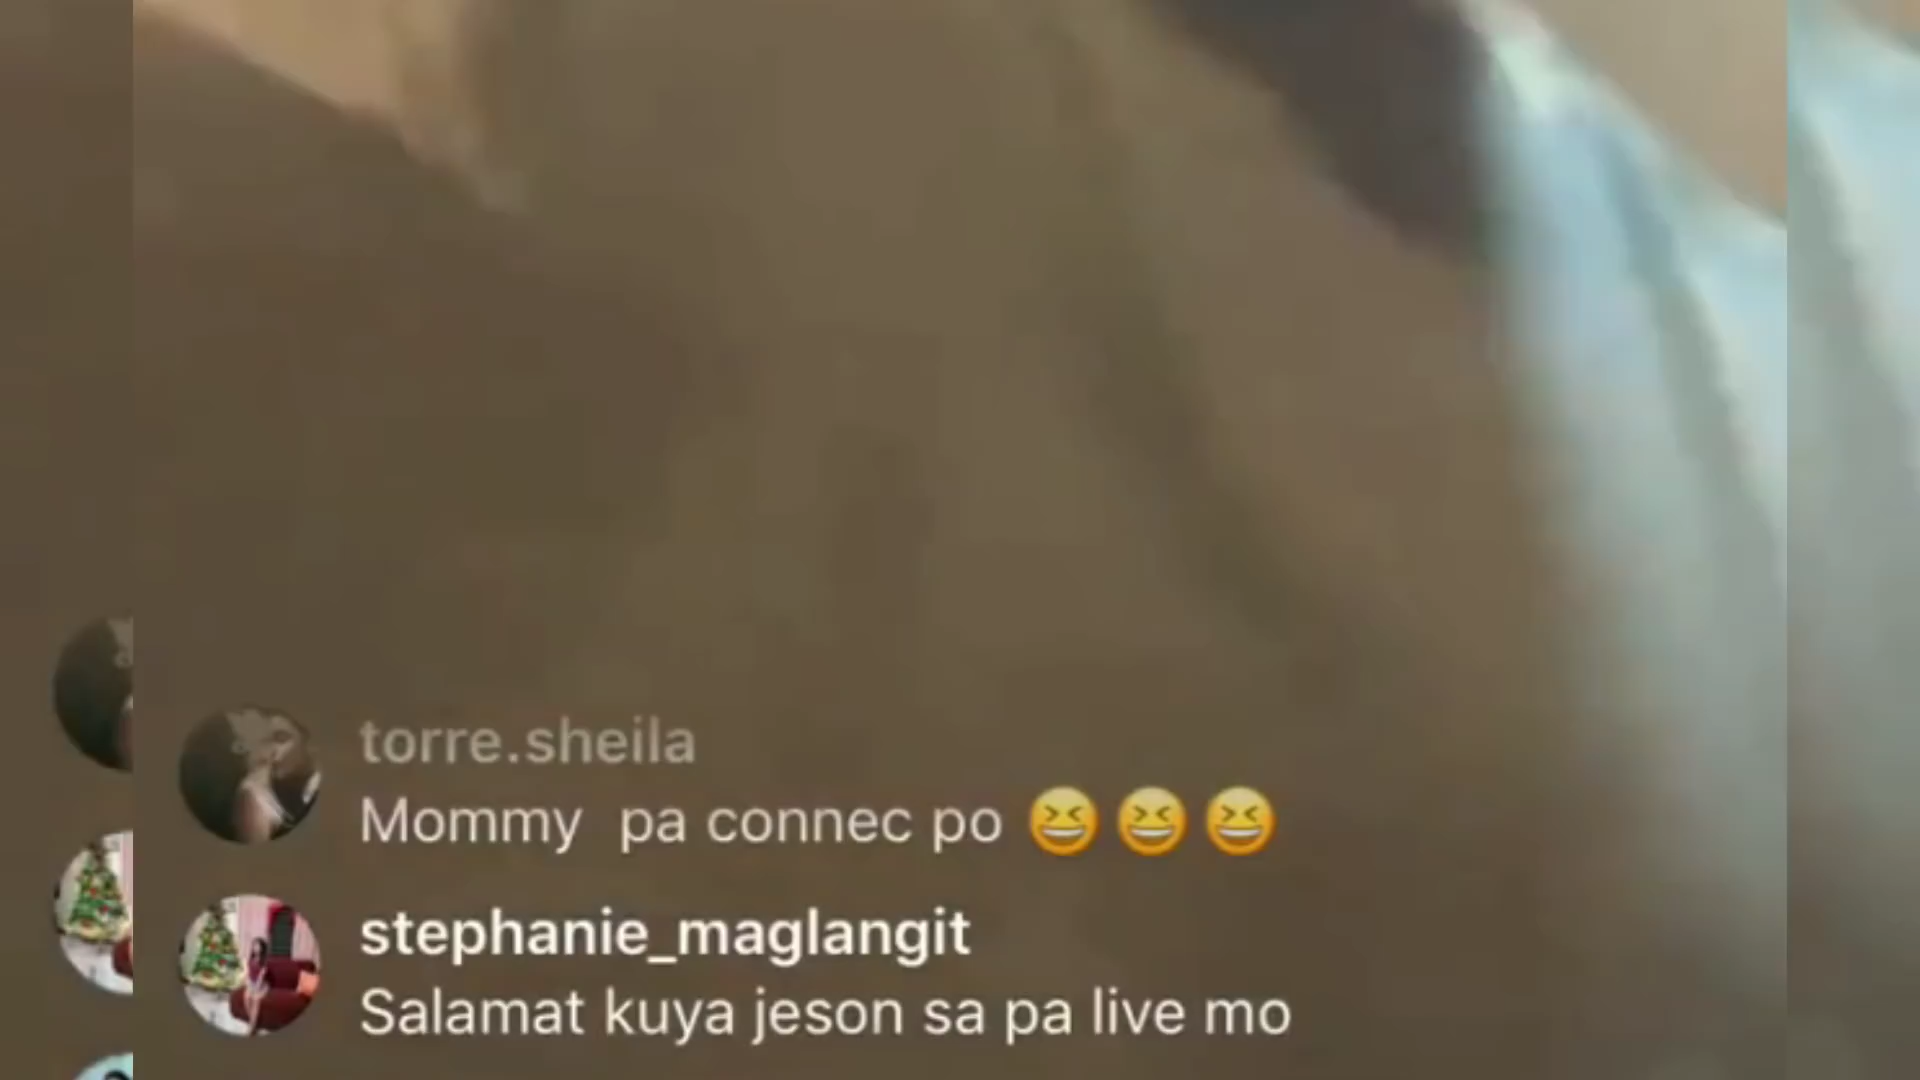 torre.sheila
Mommy  pa connec po 😆 😆 😆
stephanie_maglangit
Salamat kuya jeson sa pa live mo